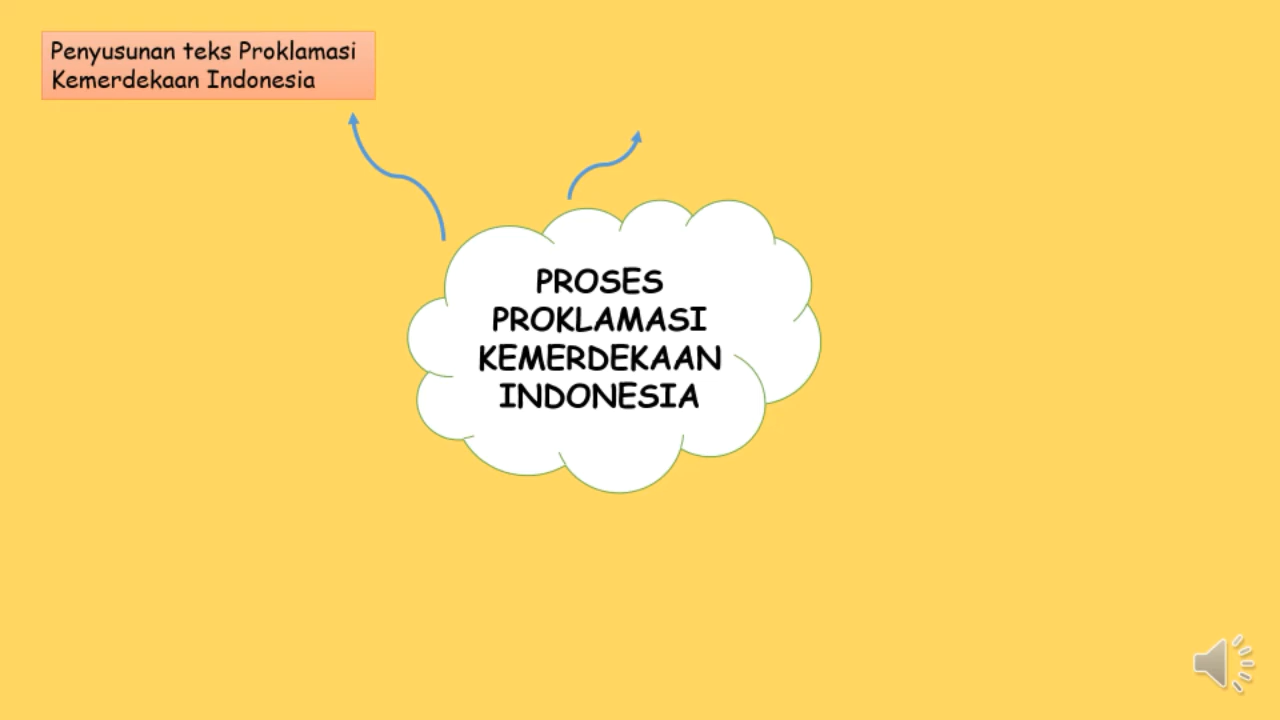 Penyusunan teks Proklamasi
Kemerdekaan Indonesia
PROSES
PROKLAMASI
KEMERDEKAAN
INDONESIA